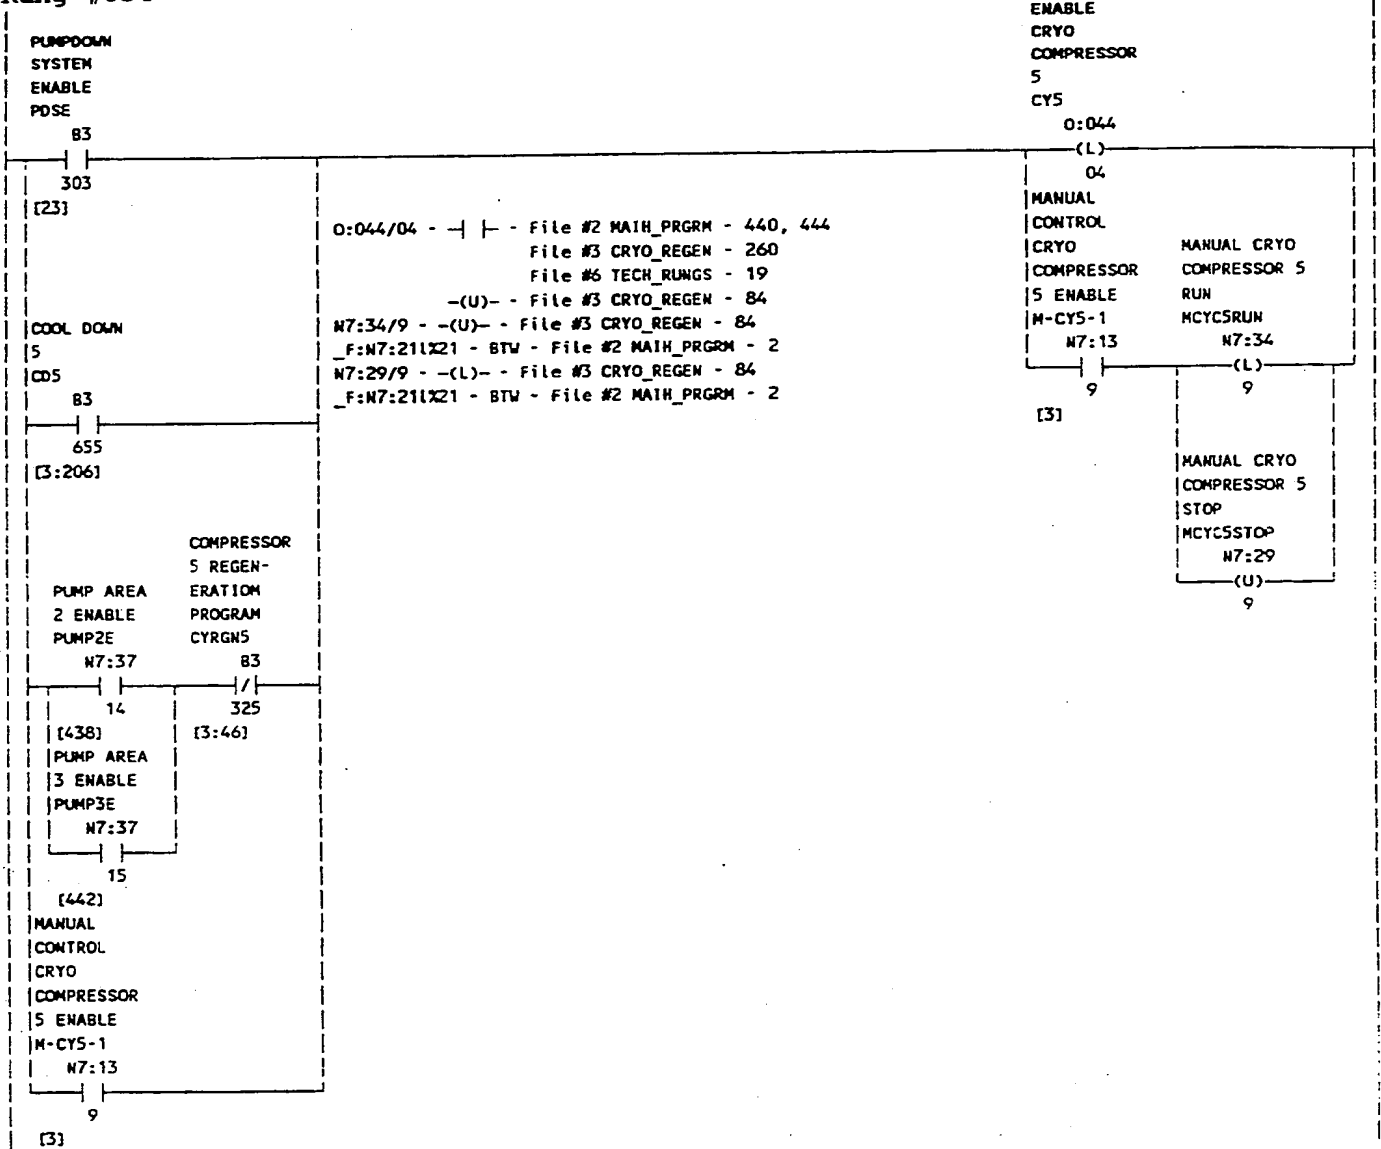 ENABLE
CRYO
COMPRESSOR
5
CY5
O:044
(L)
04
PUMPDOWN
SYSTEM
ENABLE
PDSE
B3
303
[23]
O:044/04 - ⊣ ⊢ - File #2 MAIN_PRGRM - 440, 444
File #3 CRYO_REGEN - 260
File #6 TECH_RUNGS - 19
-(U)- - File #3 CRYO_REGEN - 84
N7:34/9 - -(U)- - File #3 CRYO_REGEN - 84
_F:N7:211%21 - BTW - File #2 MAIN_PRGRM - 2
N7:29/9 - -(L)- - File #3 CRYO_REGEN - 84
_F:N7:211%21 - BTW - File #2 MAIN_PRGRM - 2
MANUAL
CONTROL
CRYO
COMPRESSOR
5 ENABLE
M-CY5-1
N7:13
9
[3]
MANUAL CRYO
COMPRESSOR 5
RUN
MCYC5RUN
N7:34
(L)
9
MANUAL CRYO
COMPRESSOR 5
STOP
MCYC5STOP
N7:29
(U)
9
COOL DOWN
5
CD5
B3
655
[3:206]
PUMP AREA
2 ENABLE
PUMP2E
N7:37
14
[438]
COMPRESSOR
5 REGEN-
ERATION
PROGRAM
CYRGN5
B3
/
325
[3:46]
PUMP AREA
3 ENABLE
PUMP3E
N7:37
15
[442]
MANUAL
CONTROL
CRYO
COMPRESSOR
5 ENABLE
M-CY5-1
N7:13
9
[3]